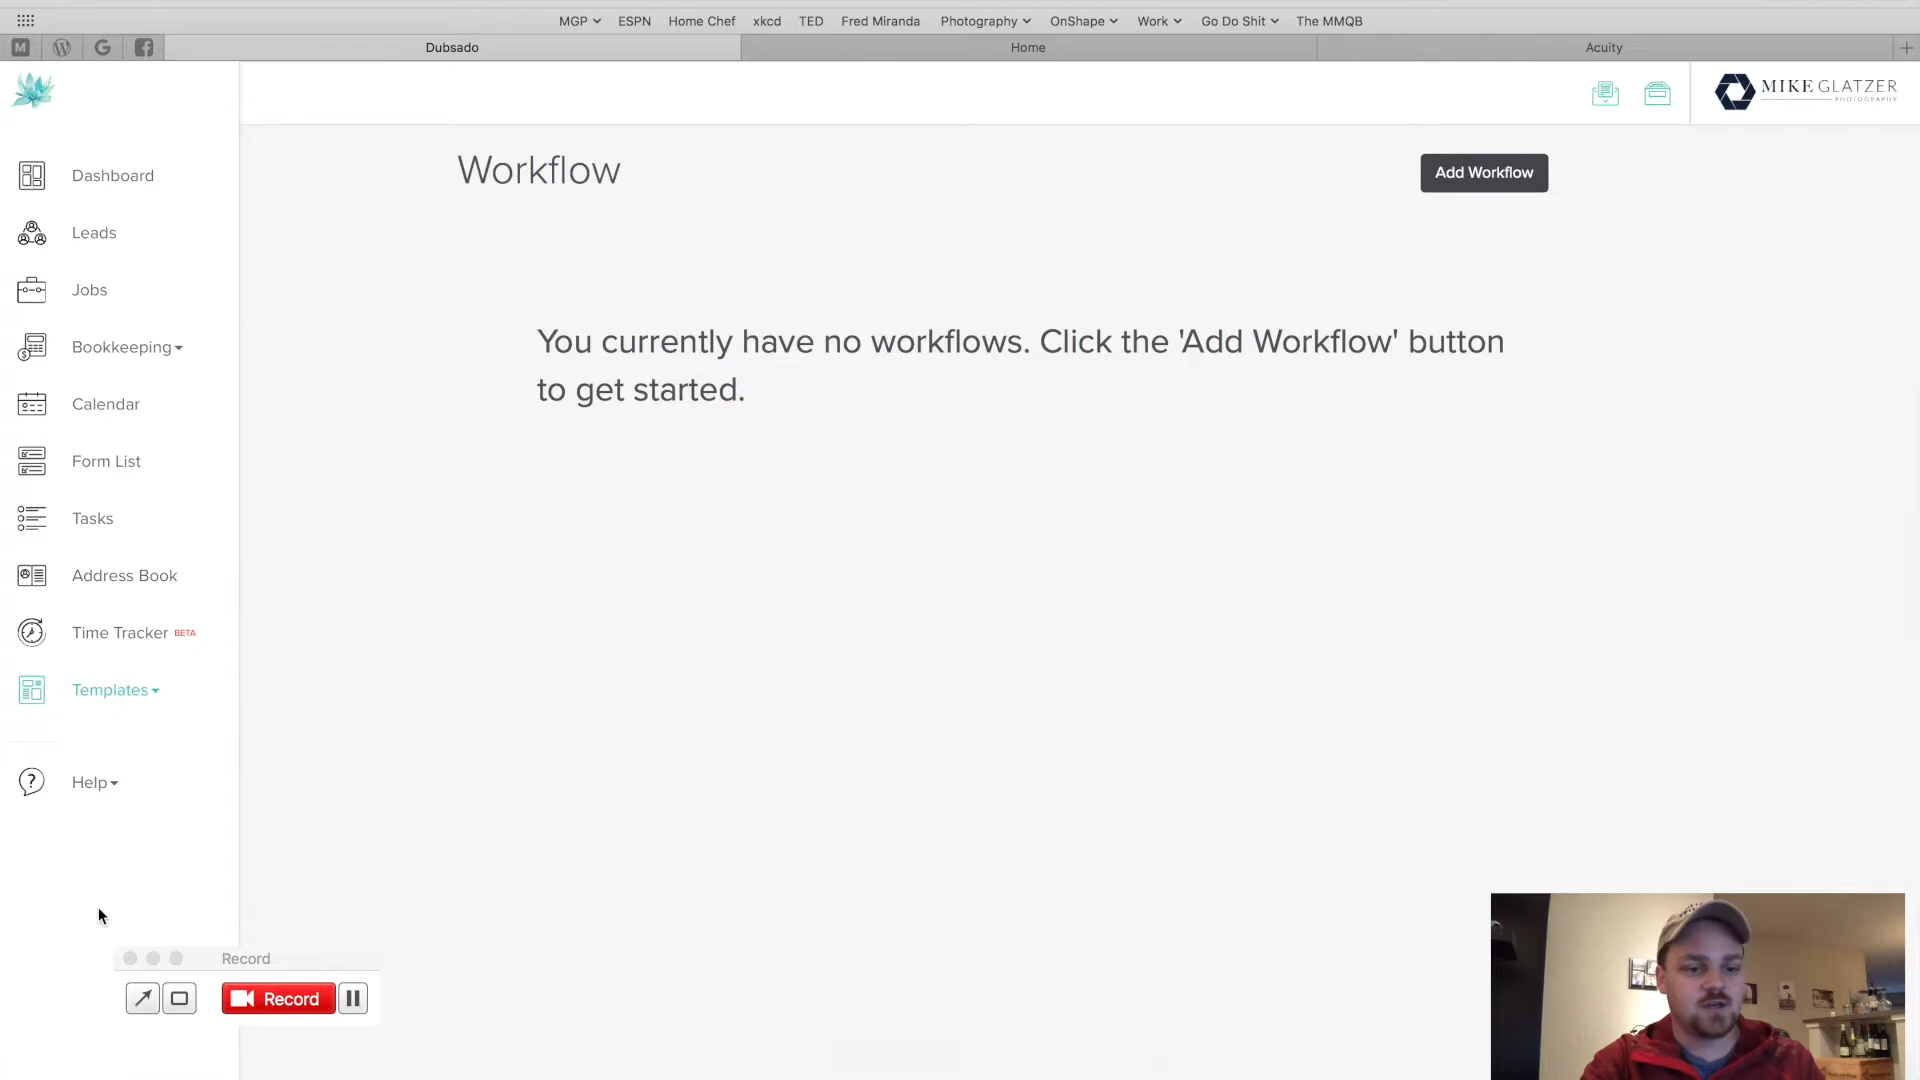 MGP ESPN Home Chef xkcd TED Fred Miranda Photography OnShape Work Go Do Shit The MMQB
M W G f Dubsado Home Acuity +
MIKE GLATZER
PHOTOGRAPHY
Workflow
Add Workflow
Dashboard
Leads
Jobs
Bookkeeping
Calendar
Form List
Tasks
Address Book
Time Tracker BETA
Templates
? Help
You currently have no workflows. Click the 'Add Workflow' button
to get started.
Record
Record